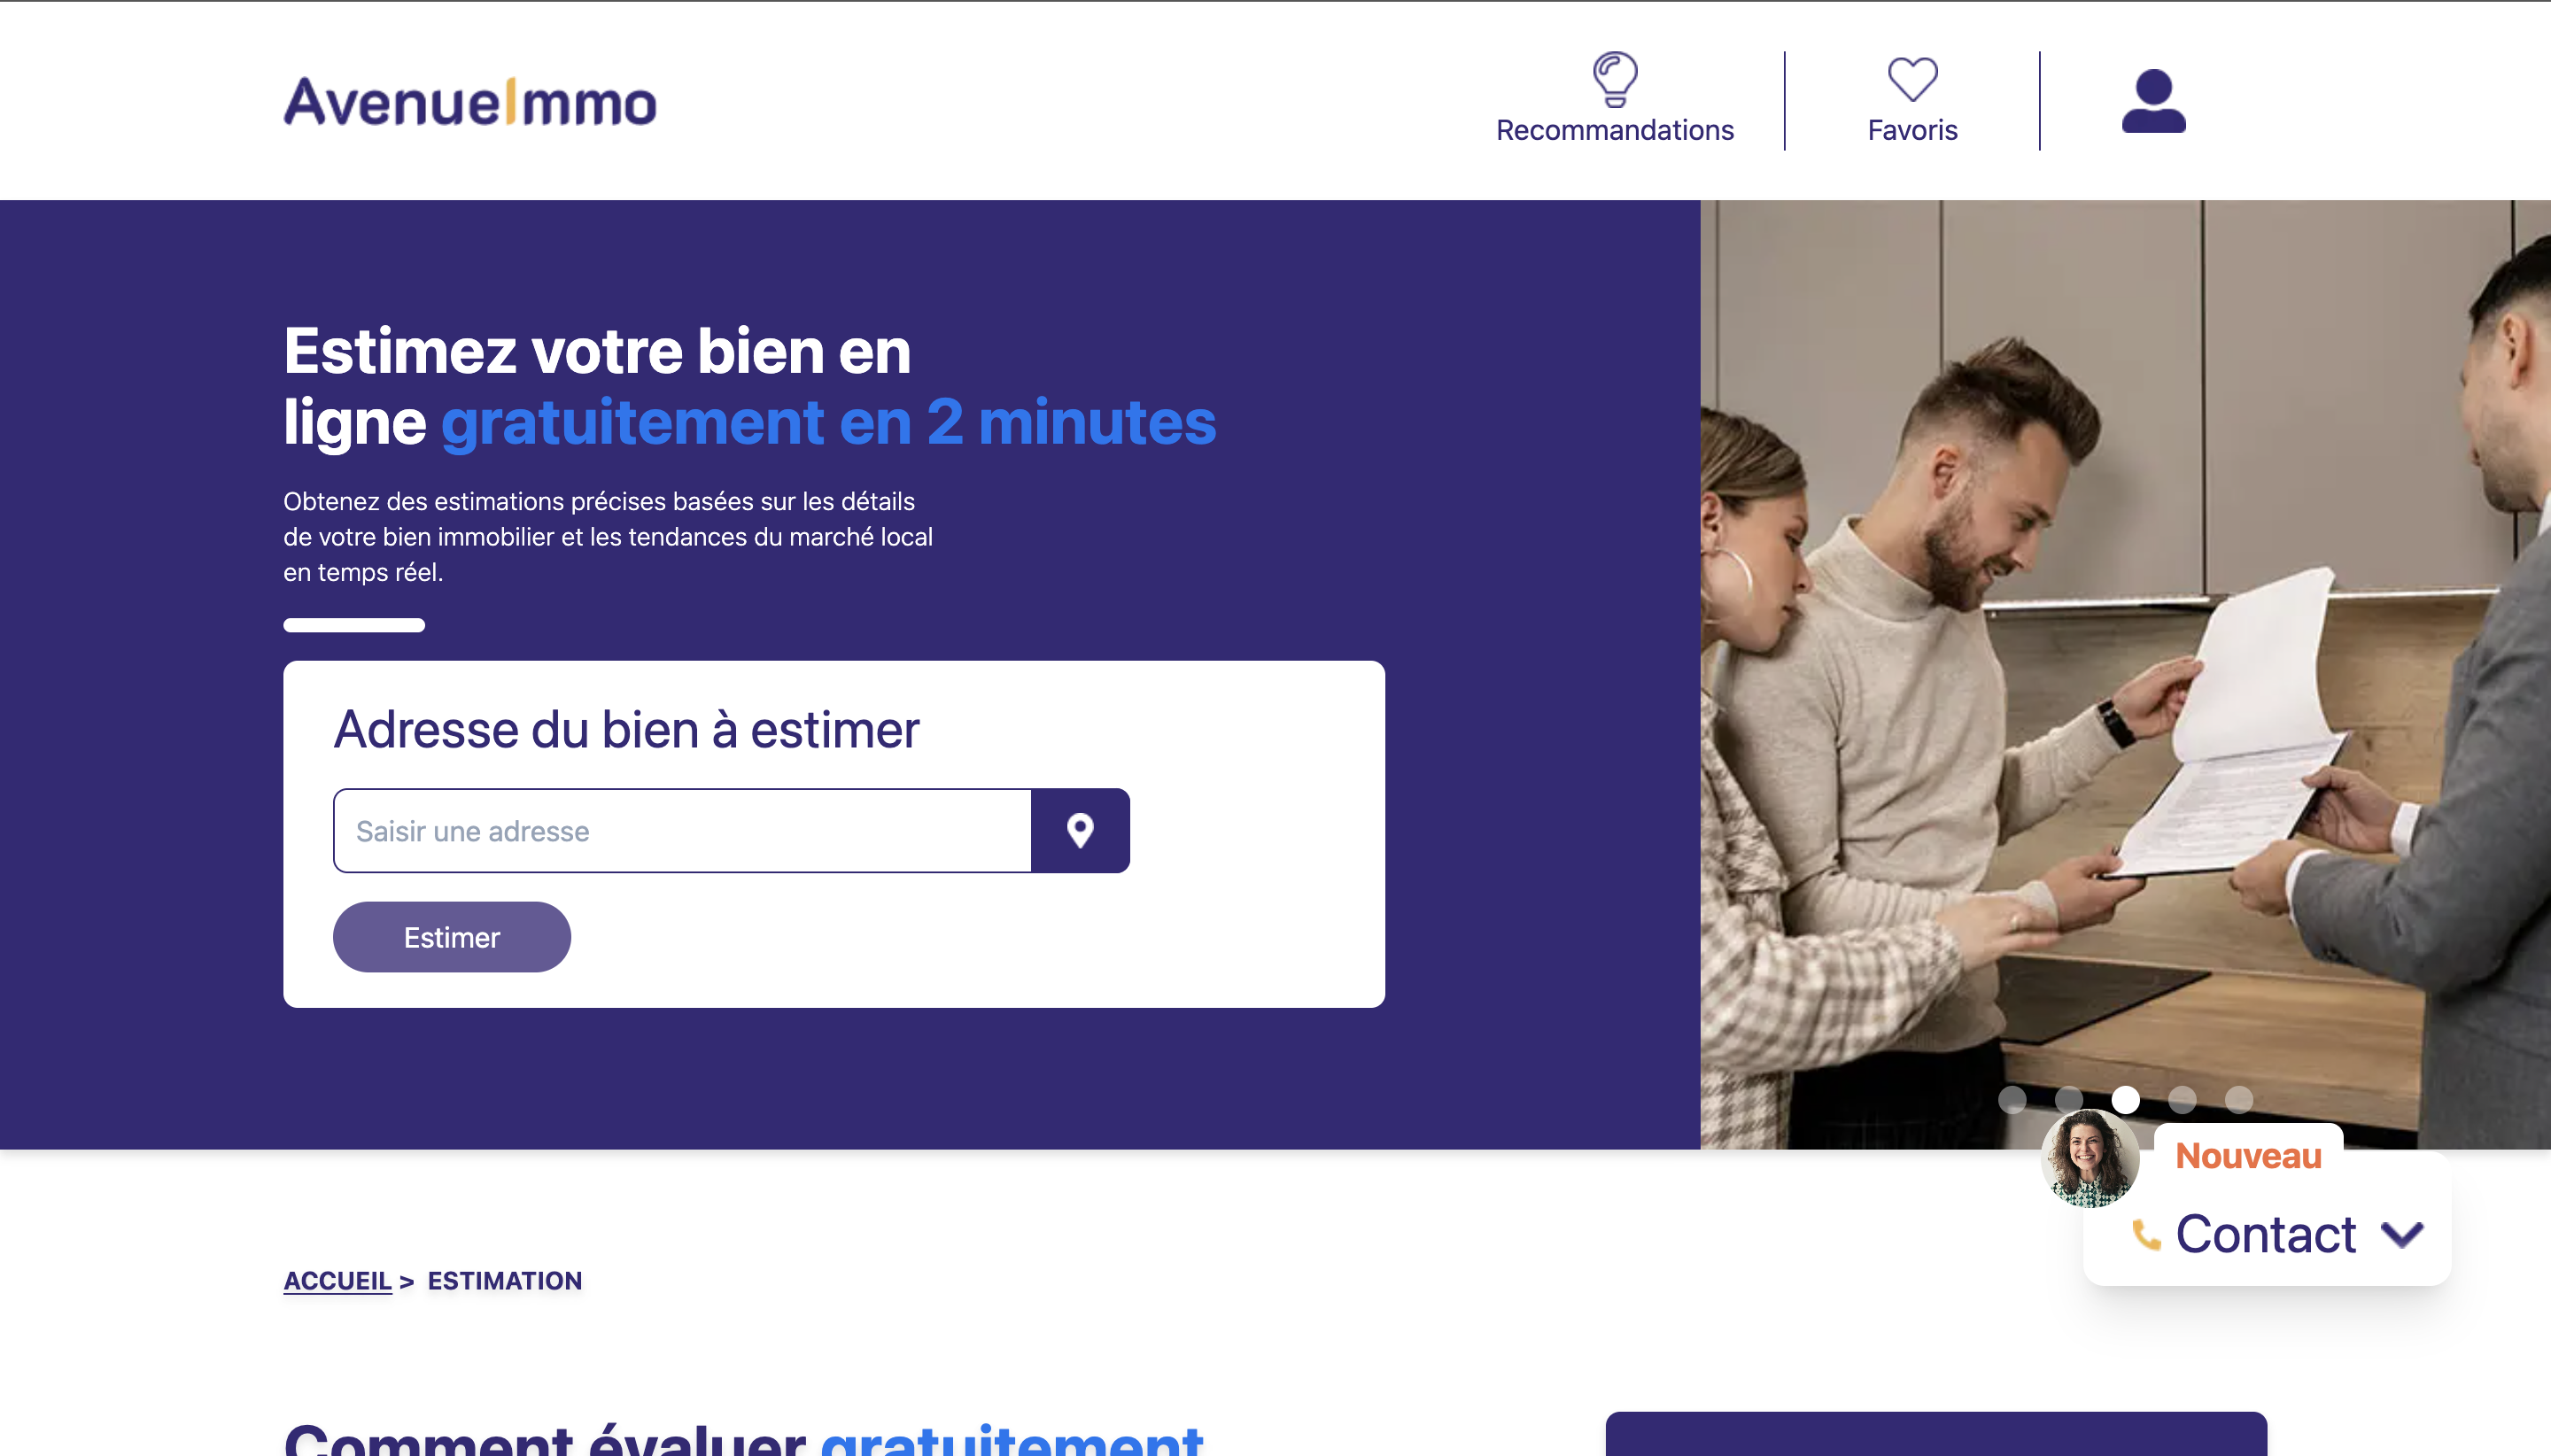 AvenueImmo
Recommandations
Favoris
Estimez votre bien en
ligne gratuitement en 2 minutes
Obtenez des estimations précises basées sur les détails
de votre bien immobilier et les tendances du marché local
en temps réel.
Adresse du bien à estimer
Saisir une adresse
Estimer
Nouveau
Contact
ACCUEIL > ESTIMATION
Comment évaluer gratuitement